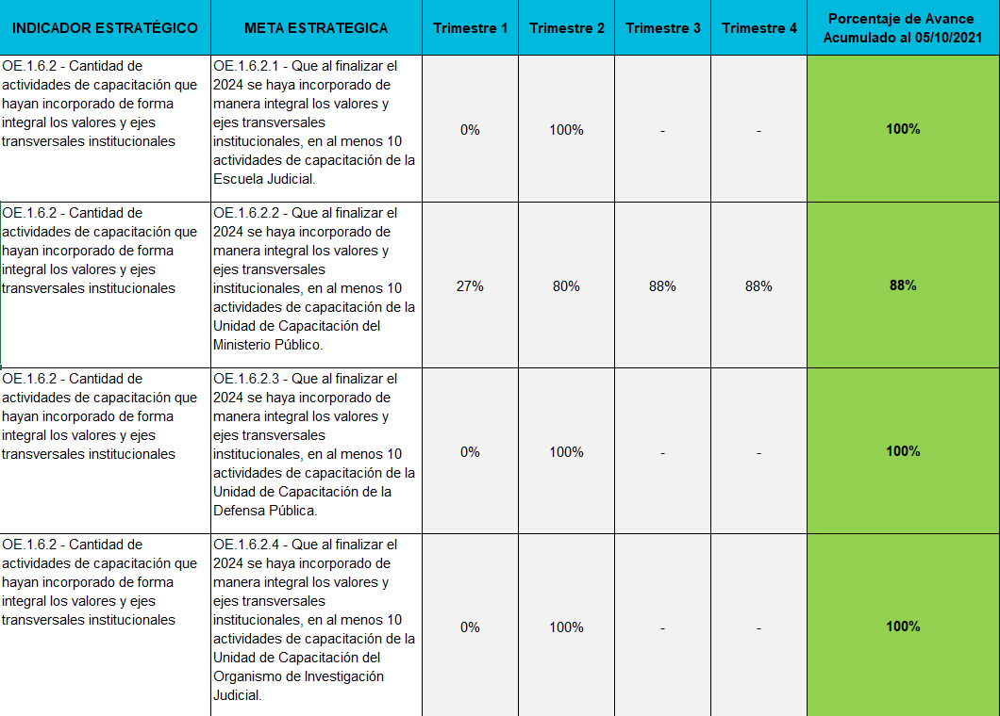 INDICADOR ESTRATÉGICO
META ESTRATEGICA
Trimestre 1
Trimestre 2
Trimestre 3
Trimestre 4
Porcentaje de Avance
Acumulado al 05/10/2021
OE.1.6.2 - Cantidad de
actividades de capacitación que
hayan incorporado de forma
integral los valores y ejes
transversales institucionales
OE.1.6.2.1 - Que al finalizar el
2024 se haya incorporado de
manera integral los valores y
ejes transversales
institucionales, en al menos 10
actividades de capacitación de la
Escuela Judicial.
0%
100%
-
-
100%
OE.1.6.2 - Cantidad de
actividades de capacitación que
hayan incorporado de forma
integral los valores y ejes
transversales institucionales
OE.1.6.2.2 - Que al finalizar el
2024 se haya incorporado de
manera integral los valores y
ejes transversales
institucionales, en al menos 10
actividades de capacitación de la
Unidad de Capacitación del
Ministerio Público.
27%
80%
88%
88%
88%
OE.1.6.2 - Cantidad de
actividades de capacitación que
hayan incorporado de forma
integral los valores y ejes
transversales institucionales
OE.1.6.2.3 - Que al finalizar el
2024 se haya incorporado de
manera integral los valores y
ejes transversales
institucionales, en al menos 10
actividades de capacitación de la
Unidad de Capacitación de la
Defensa Pública.
0%
100%
-
-
100%
OE.1.6.2 - Cantidad de
actividades de capacitación que
hayan incorporado de forma
integral los valores y ejes
transversales institucionales
OE.1.6.2.4 - Que al finalizar el
2024 se haya incorporado de
manera integral los valores y
ejes transversales
institucionales, en al menos 10
actividades de capacitación de la
Unidad de Capacitación del
Organismo de Investigación
Judicial.
0%
100%
-
-
100%